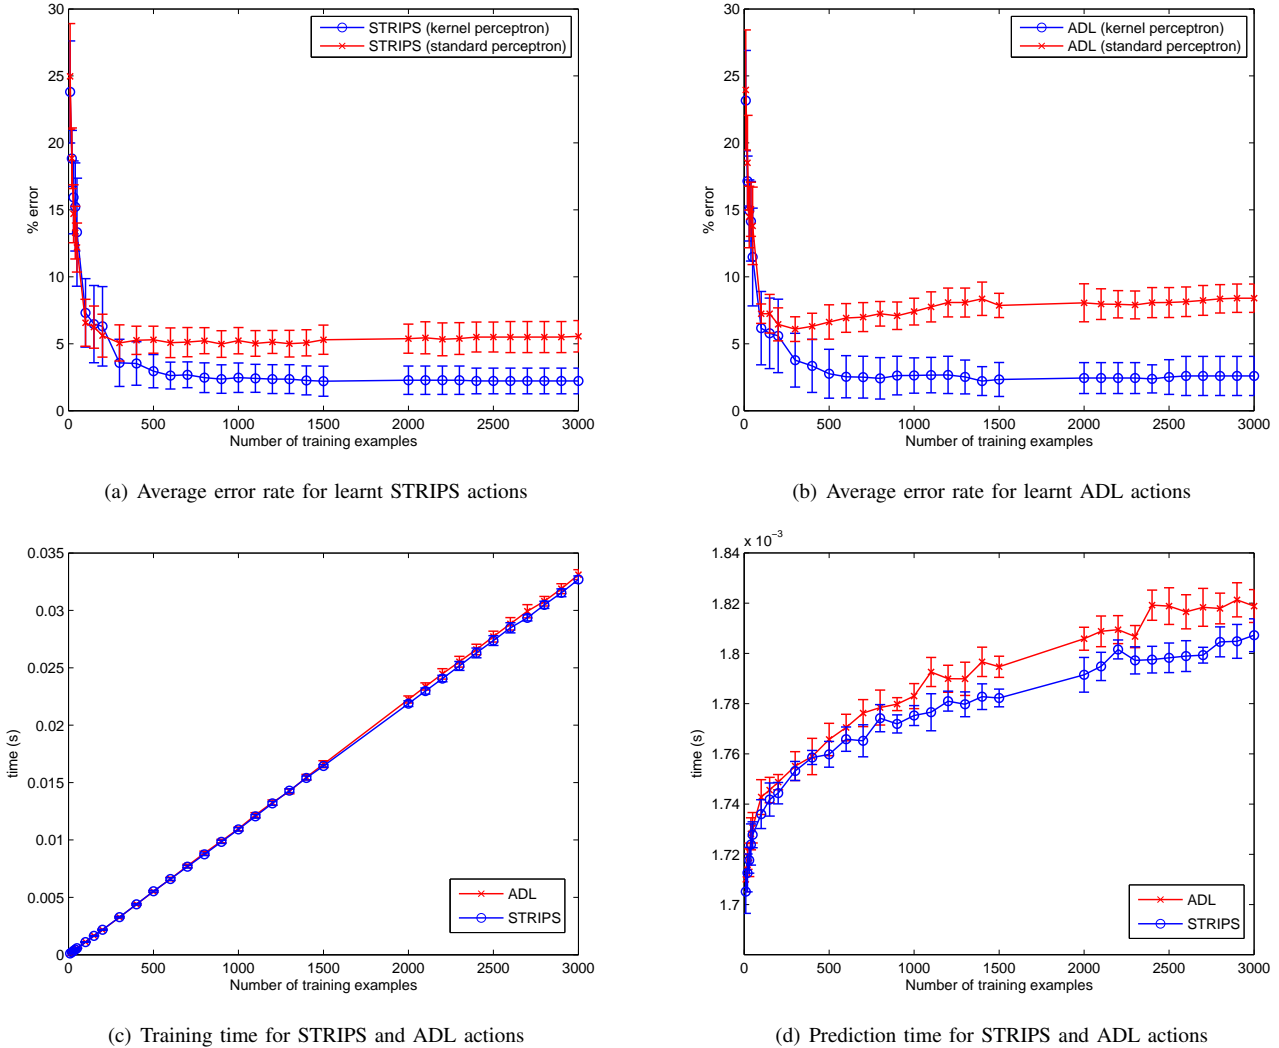 30
25
20
15
10
5
0
% error
0 500 1000 1500 2000 2500 3000
Number of training examples
STRIPS (kernel perceptron)
STRIPS (standard perceptron)
(a) Average error rate for learnt STRIPS actions
30
25
20
15
10
5
0
% error
0 500 1000 1500 2000 2500 3000
Number of training examples
ADL (kernel perceptron)
ADL (standard perceptron)
(b) Average error rate for learnt ADL actions
0.035
0.03
0.025
0.02
0.015
0.01
0.005
0
time (s)
0 500 1000 1500 2000 2500 3000
Number of training examples
ADL
STRIPS
(c) Training time for STRIPS and ADL actions
x 10⁻³
1.84
1.82
1.8
1.78
1.76
1.74
1.72
1.7
time (s)
0 500 1000 1500 2000 2500 3000
Number of training examples
ADL
STRIPS
(d) Prediction time for STRIPS and ADL actions